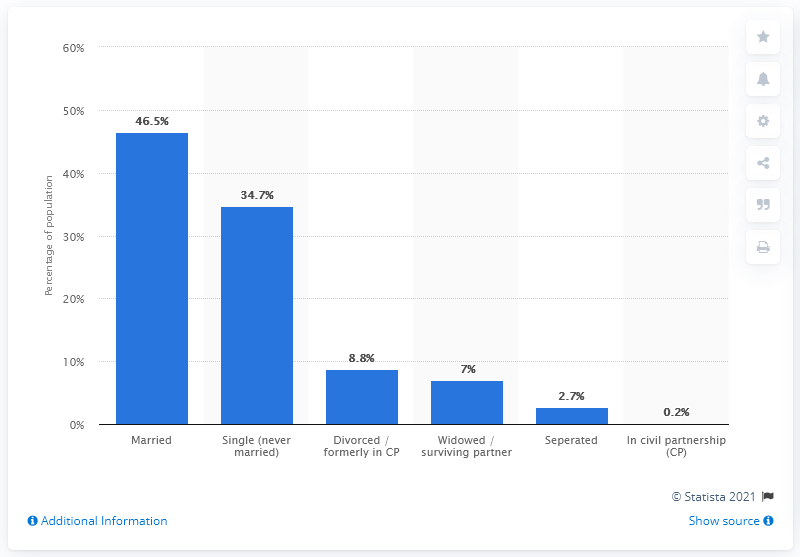 60%
50%
40%
30%
20%
10%
0%
Percentage of population
46.5%
34.7%
8.8%
7%
2.7%
0.2%
Married
Single (never
married)
Divorced /
formerly in CP
Widowed /
surviving partner
Seperated
In civil partnership
(CP)
© Statista 2021
Additional Information
Show source